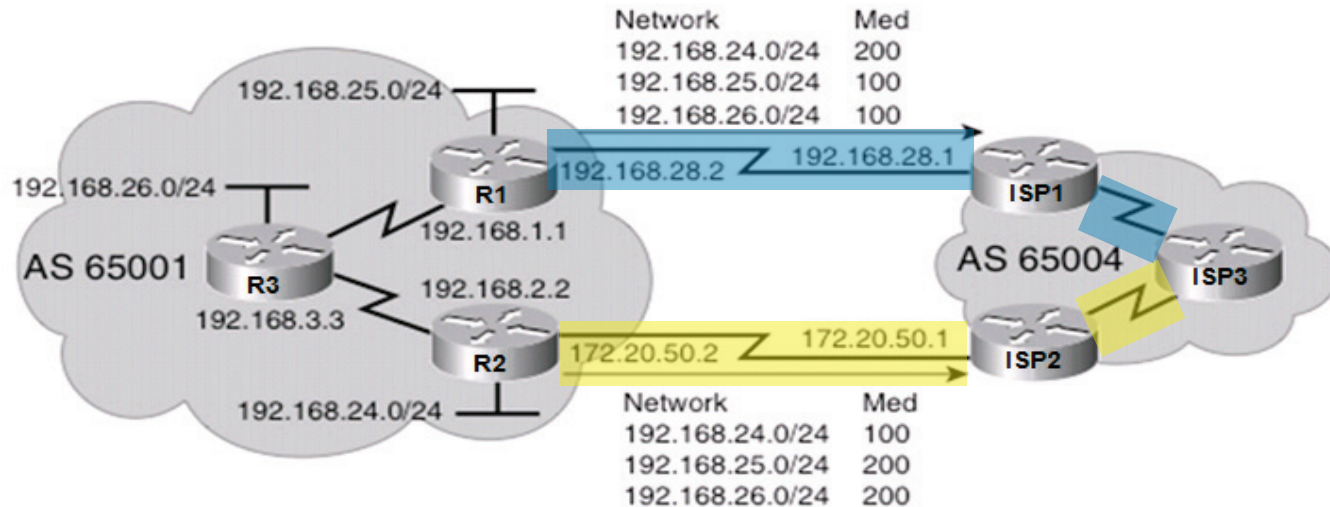 Network Med
192.168.24.0/24 200
192.168.25.0/24 100
192.168.26.0/24 100
192.168.25.0/24
192.168.28.2
192.168.28.1
192.168.26.0/24
R1
ISP1
192.168.1.1
AS 65001
R3
AS 65004
ISP3
192.168.2.2
192.168.3.3
172.20.50.2
172.20.50.1
R2
ISP2
192.168.24.0/24
Network Med
192.168.24.0/24 100
192.168.25.0/24 200
192.168.26.0/24 200